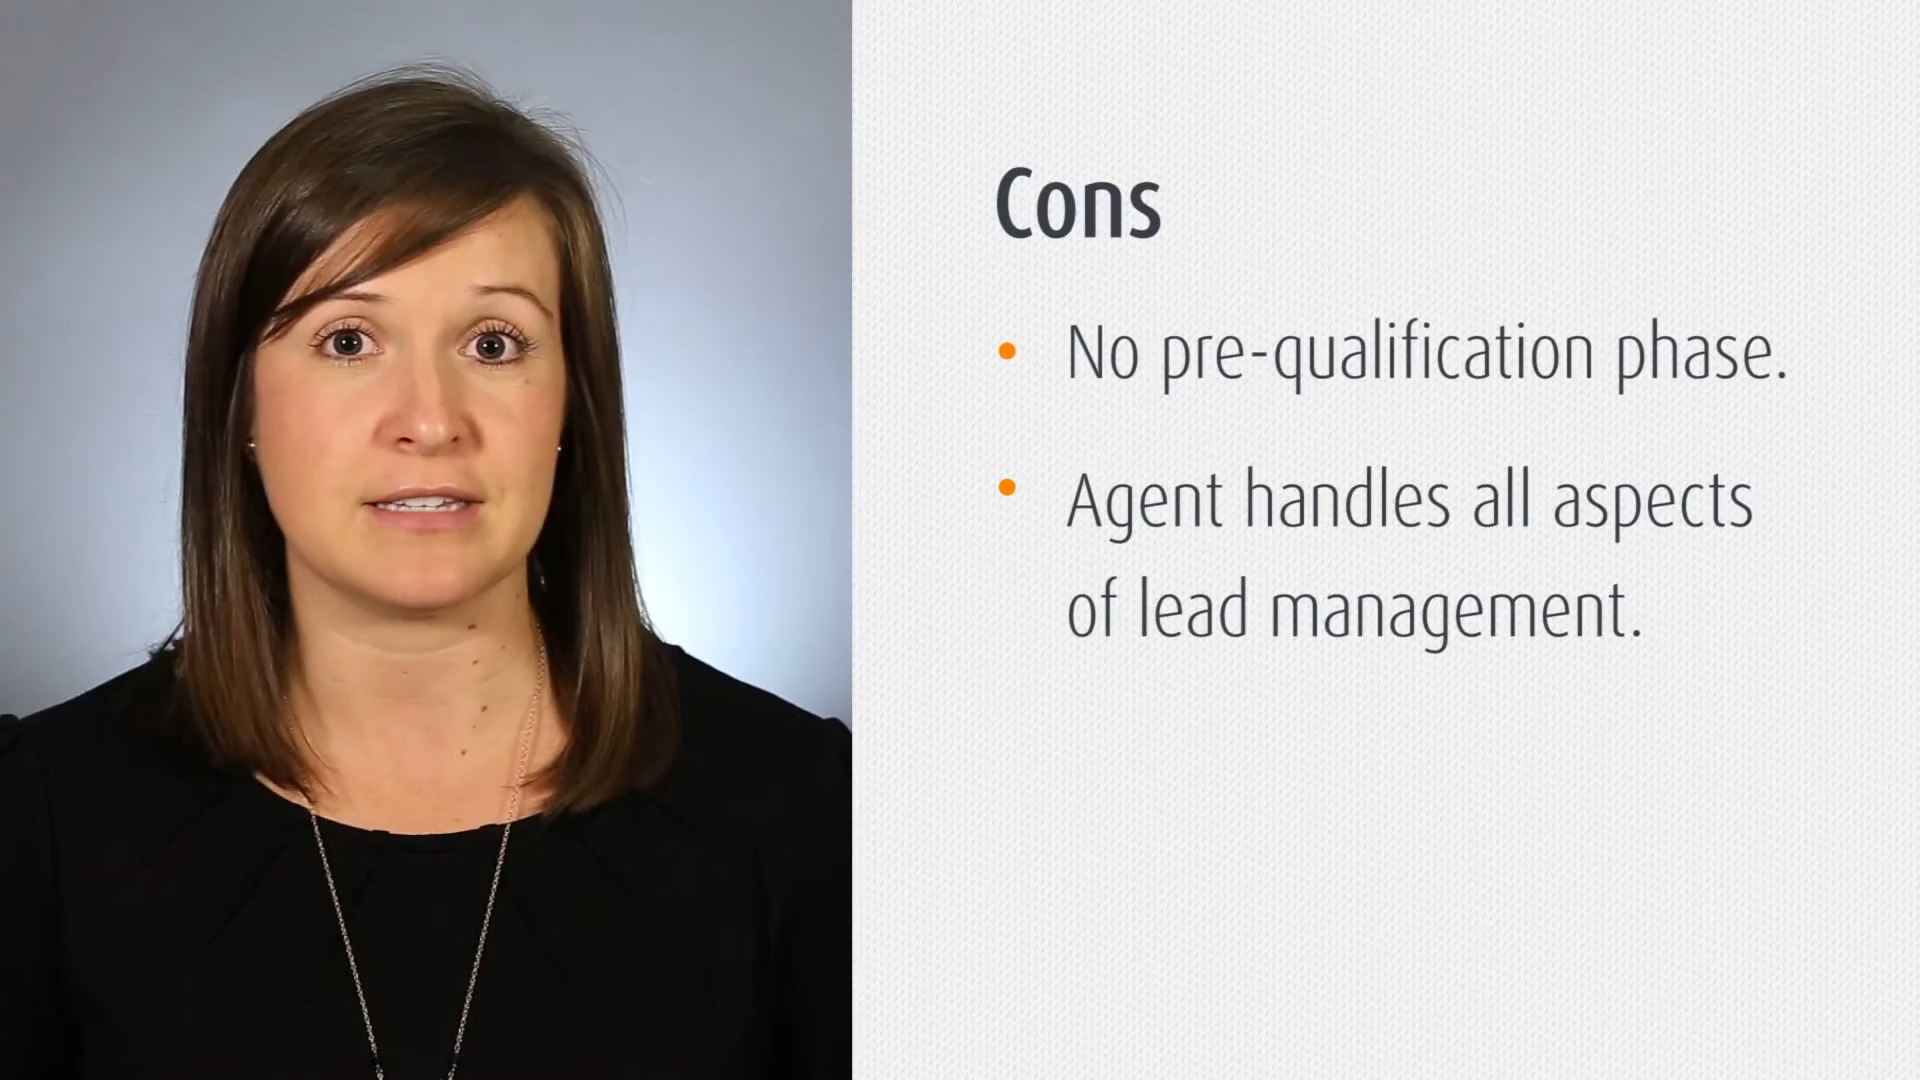 Cons
• No pre-qualification phase.
• Agent handles all aspects
of lead management.